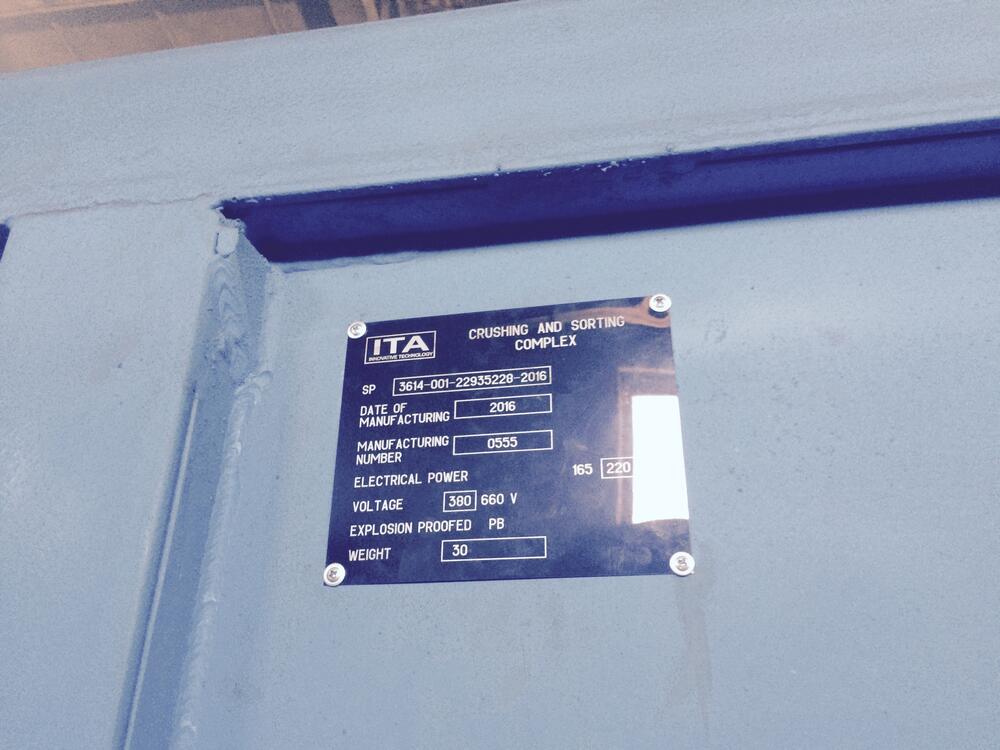 ITA
INNOVATIVE TECHNOLOGY
CRUSHING AND SORTING
COMPLEX
SP 3614-001-22935228-2016
DATE OF
MANUFACTURING 2016
MANUFACTURING
NUMBER 0555
ELECTRICAL POWER 165 220
VOLTAGE 380 660 V
EXPLOSION PROOFED PB
WEIGHT 30